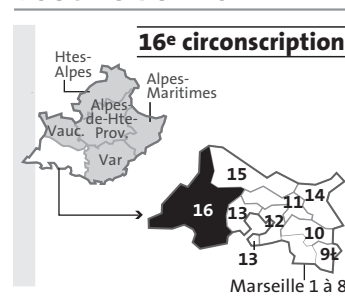 16e circonscription
Htes-
Alpes
Alpes-
Maritimes
Alpes
de-Hte-
Prov.
Vauc.
Var
15
14
11
16
13
12
10
13
9
Marseille 1 à 8